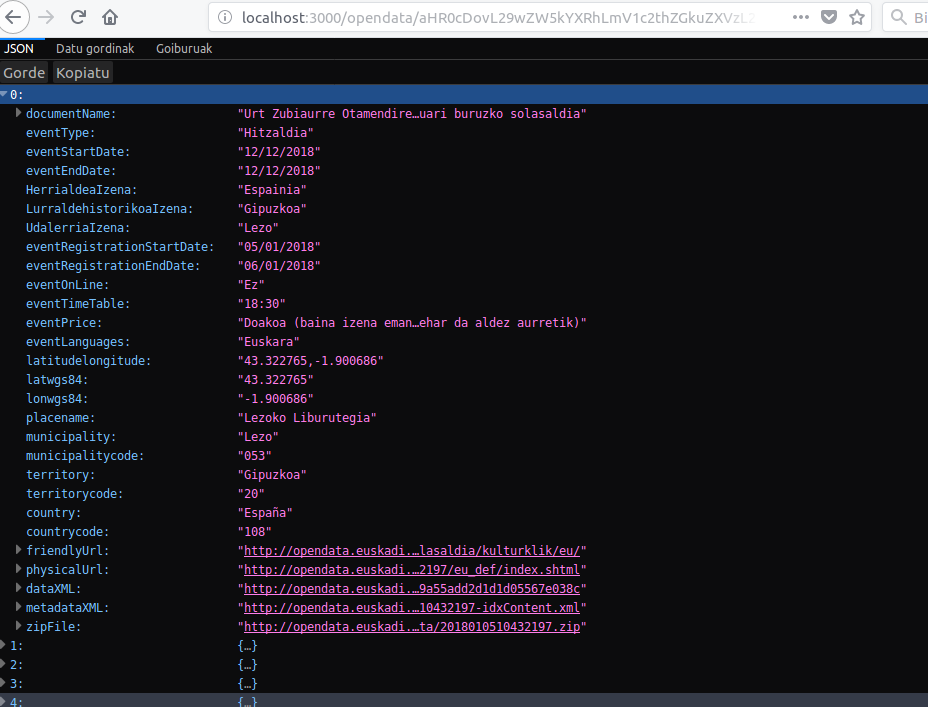 localhost:3000/opendata/aHR0cDovL29wZW5kYXRhLmV1c2thZGkuZXVzL2
Bi
JSON Datu gordinak Goiburuak
Gorde Kopiatu
0:
documentName: "Urt Zubiaurre Otamendire…uari buruzko solasaldia"
eventType: "Hitzaldia"
eventStartDate: "12/12/2018"
eventEndDate: "12/12/2018"
HerrialdeaIzena: "Espainia"
LurraldehistorikoaIzena: "Gipuzkoa"
UdalerriaIzena: "Lezo"
eventRegistrationStartDate: "05/01/2018"
eventRegistrationEndDate: "06/01/2018"
eventOnLine: "Ez"
eventTimeTable: "18:30"
eventPrice: "Doakoa (baina izena eman…ehar da aldez aurretik)"
eventLanguages: "Euskara"
latitudelongitude: "43.322765,-1.900686"
latwgs84: "43.322765"
lonwgs84: "-1.900686"
placename: "Lezoko Liburutegia"
municipality: "Lezo"
municipalitycode: "053"
territory: "Gipuzkoa"
territorycode: "20"
country: "España"
countrycode: "108"
friendlyUrl: "http://opendata.euskadi.…lasaldia/kulturklik/eu/"
physicalUrl: "http://opendata.euskadi.…2197/eu_def/index.shtml"
dataXML: "http://opendata.euskadi.…9a55add2d1d1d05567e038c"
metadataXML: "http://opendata.euskadi.…10432197-idxContent.xml"
zipFile: "http://opendata.euskadi.…ta/2018010510432197.zip"
1: {…}
2: {…}
3: {…}
4: {…}